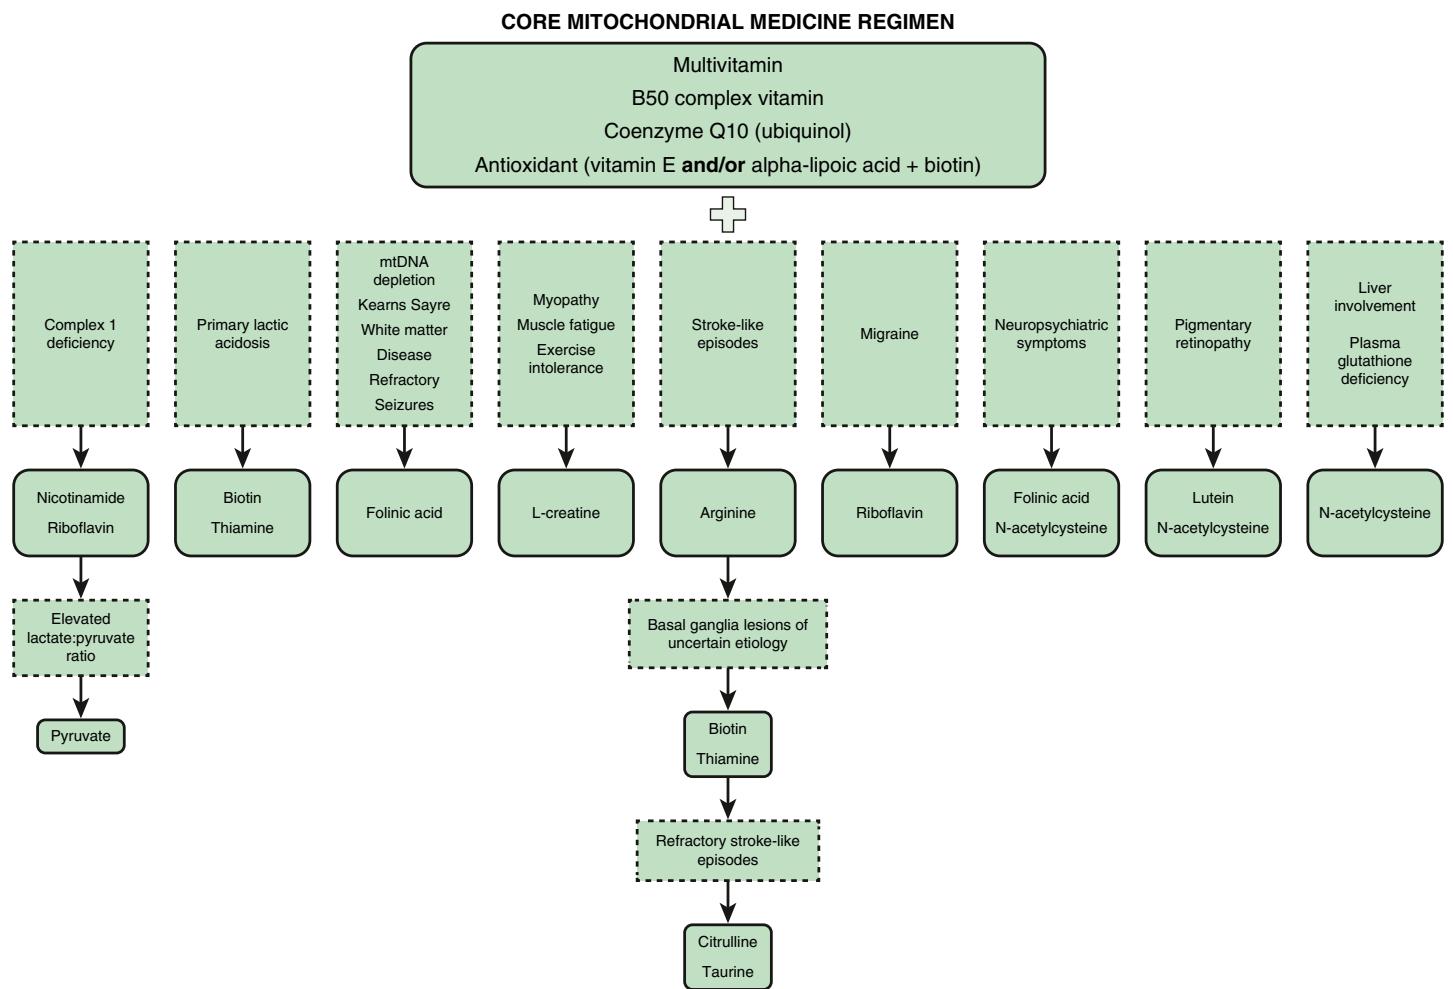 CORE MITOCHONDRIAL MEDICINE REGIMEN
Multivitamin
B50 complex vitamin
Coenzyme Q10 (ubiquinol)
Antioxidant (vitamin E and/or alpha-lipoic acid + biotin)
Complex 1
deficiency
Primary lactic
acidosis
mtDNA
depletion
Kearns Sayre
White matter
Disease
Refractory
Seizures
Myopathy
Muscle fatigue
Exercise
intolerance
Stroke-like
episodes
Migraine
Neuropsychiatric
symptoms
Pigmentary
retinopathy
Liver
involvement
Plasma
glutathione
deficiency
Nicotinamide
Riboflavin
Biotin
Thiamine
Folinic acid
L-creatine
Arginine
Riboflavin
Folinic acid
N-acetylcysteine
Lutein
N-acetylcysteine
N-acetylcysteine
Elevated
lactate:pyruvate
ratio
Basal ganglia lesions of
uncertain etiology
Pyruvate
Biotin
Thiamine
Refractory stroke-like
episodes
Citrulline
Taurine